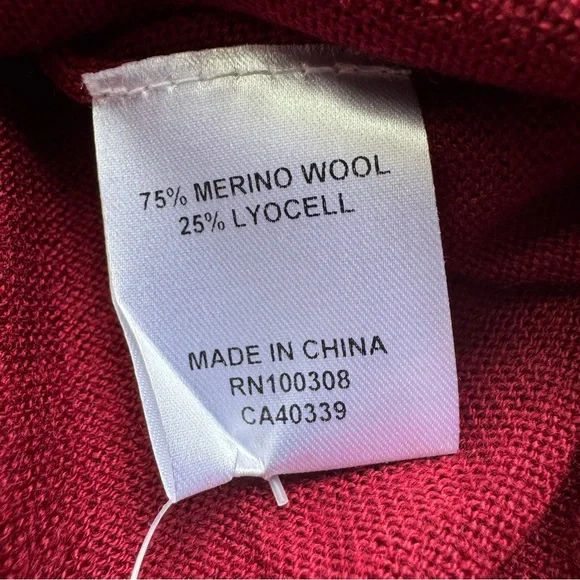 75% MERINO WOOL
25% LYOCELL
MADE IN CHINA
RN100308
CA40339